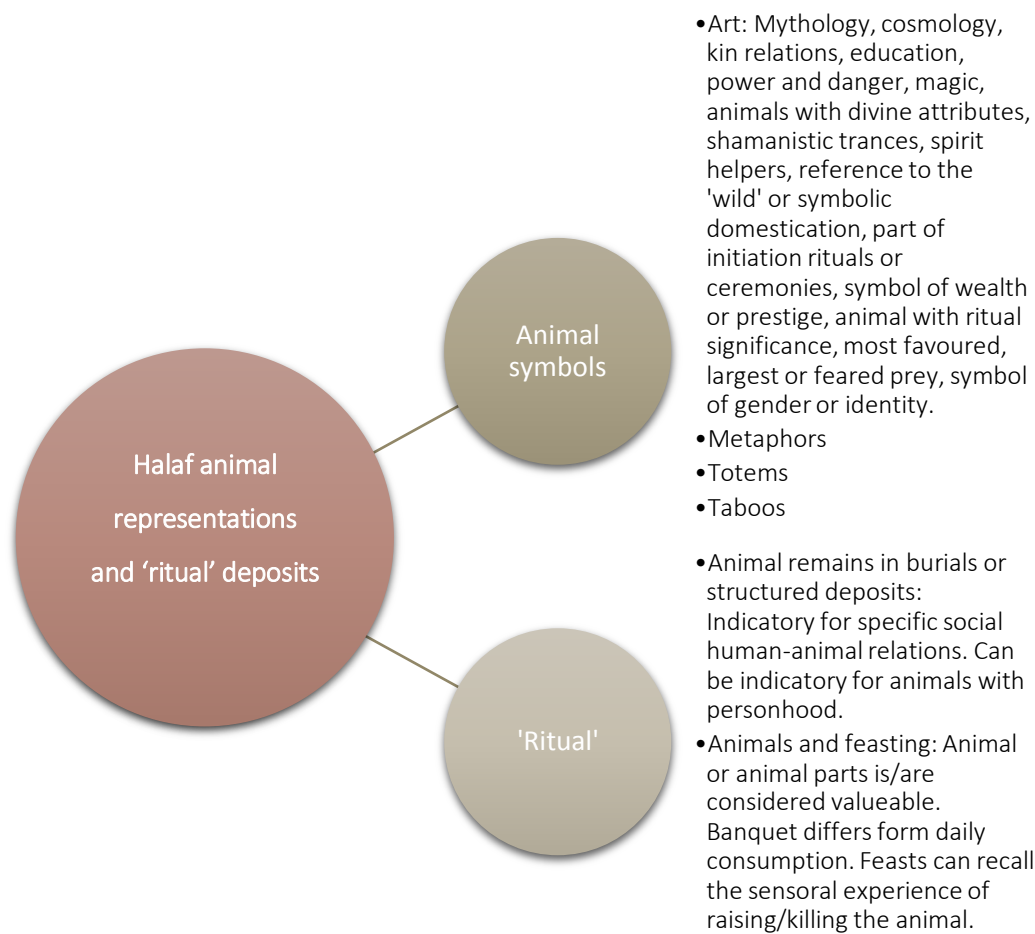 Halaf animal
representations
and ‘ritual’ deposits
Animal
symbols
•Art: Mythology, cosmology,
kin relations, education,
power and danger, magic,
animals with divine attributes,
shamanistic trances, spirit
helpers, reference to the
'wild' or symbolic
domestication, part of
initiation rituals or
ceremonies, symbol of wealth
or prestige, animal with ritual
significance, most favoured,
largest or feared prey, symbol
of gender or identity.
•Metaphors
•Totems
•Taboos
'Ritual'
•Animal remains in burials or
structured deposits:
Indicatory for specific social
human-animal relations. Can
be indicatory for animals with
personhood.
•Animals and feasting: Animal
or animal parts is/are
considered valueable.
Banquet differs form daily
consumption. Feasts can recall
the sensoral experience of
raising/killing the animal.